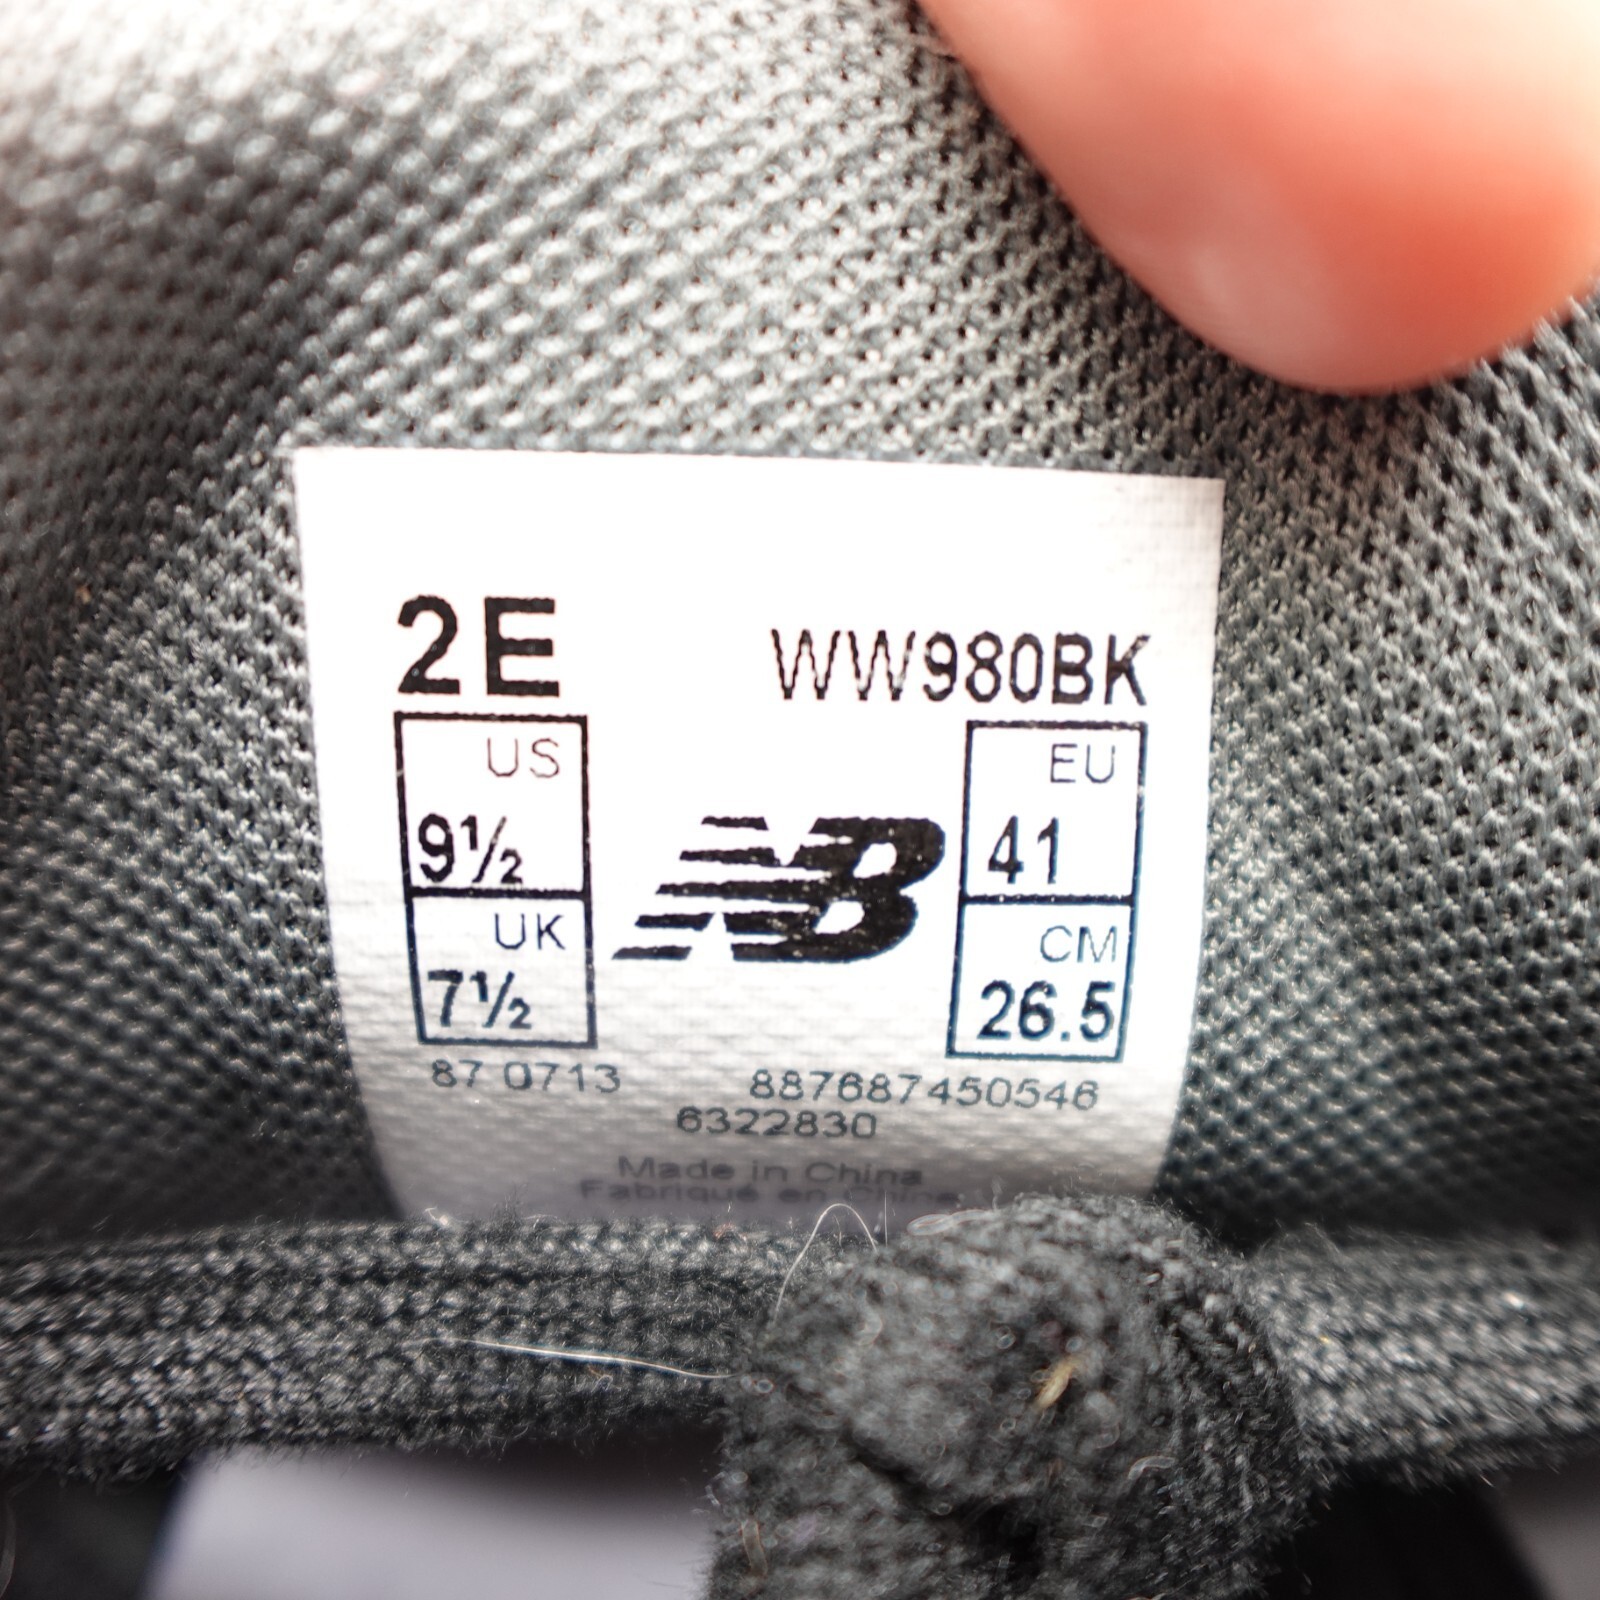 2E WW980BK
US
9½
UK
7½
NB
EU
41
CM
26.5
87 0713 887687450546
6322830
Made in China
Fabriqué en Chine